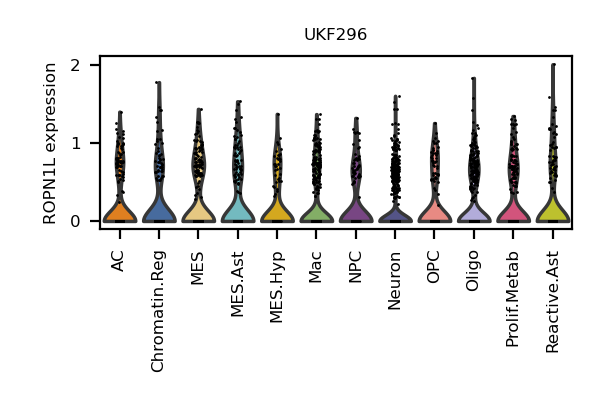 UKF296
ROPN1L expression
2
1
0
AC
Chromatin.Reg
MES
MES.Ast
MES.Hyp
Mac
NPC
Neuron
OPC
Oligo
Prolif.Metab
Reactive.Ast